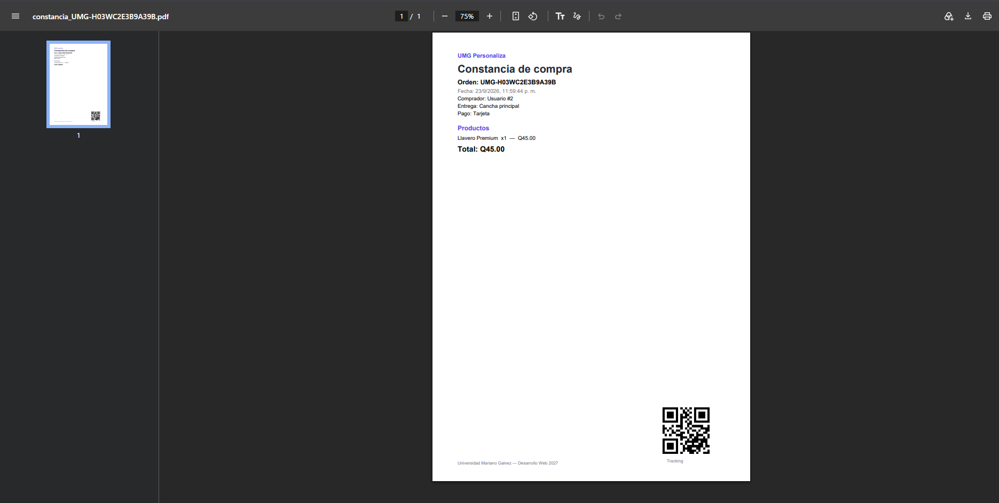 constancia_UMG-H03WC2E3B9A39B.pdf
1 / 1
75%
1
UMG Personaliza
Constancia de compra
Orden: UMG-H03WC2E3B9A39B
Fecha: 23/9/2026, 11:59:44 p. m.
Comprador: Usuario #2
Entrega: Cancha principal
Pago: Tarjeta
Productos
Llavero Premium x1 — Q45.00
Total: Q45.00
Tracking
Universidad Mariano Galvez — Desarrollo Web 2027